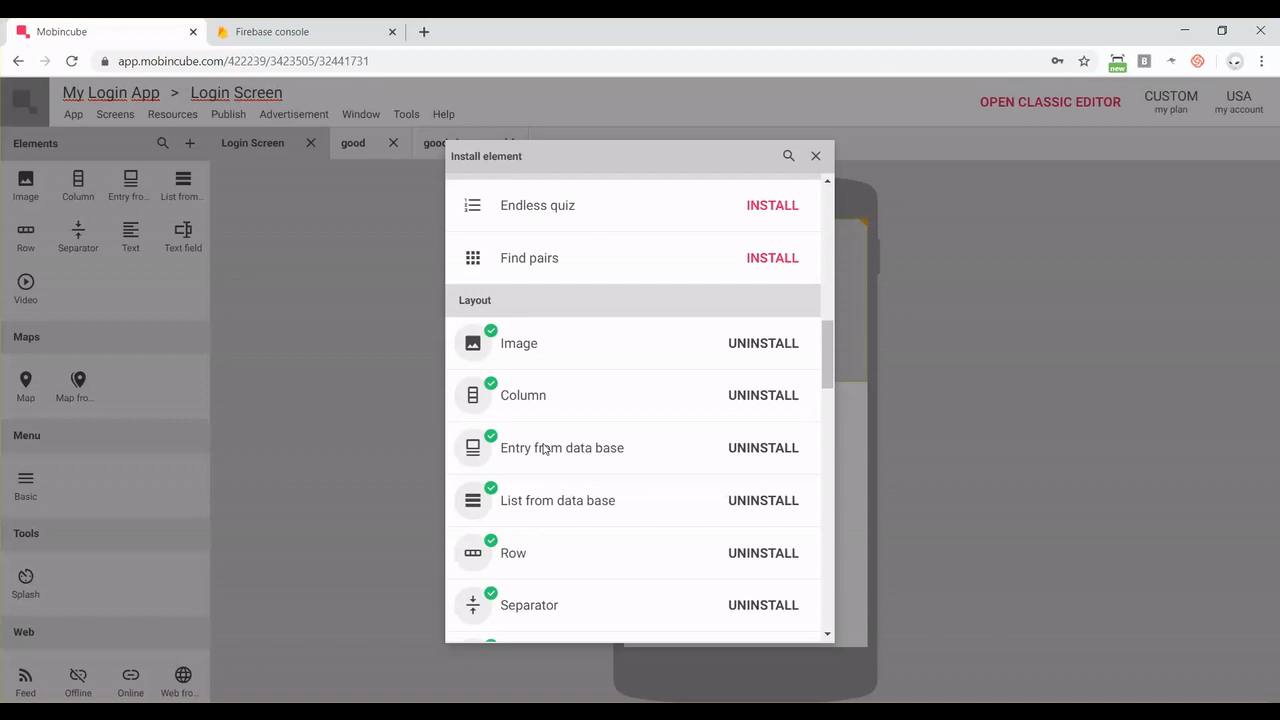 Mobincube
Firebase console
app.mobincube.com/422239/3423505/32441731
new
B
My Login App > Login Screen
App Screens Resources Publish Advertisement Window Tools Help
OPEN CLASSIC EDITOR
CUSTOM
my plan
USA
my account
Elements
Login Screen
good
Image
Column
Entry fro..
List from..
Row
Separator
Text
Text field
Video
Maps
Map
Map fro...
Menu
Basic
Tools
Splash
Web
Feed
Offline
Online
Web fro...
Install element
Endless quiz INSTALL
Find pairs INSTALL
Layout
Image UNINSTALL
Column UNINSTALL
Entry from data base UNINSTALL
List from data base UNINSTALL
Row UNINSTALL
Separator UNINSTALL